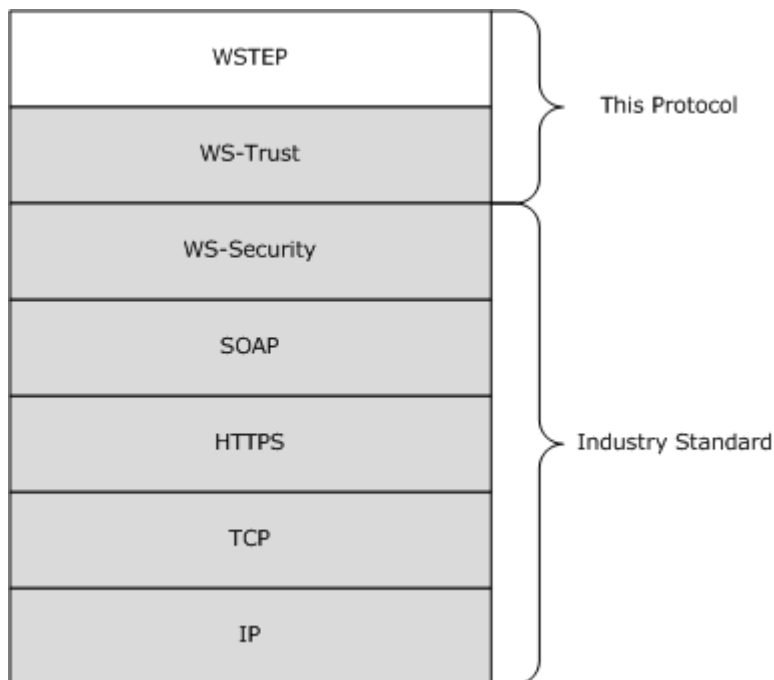 WSTEP
This Protocol
WS-Trust
WS-Security
SOAP
HTTPS
Industry Standard
TCP
IP